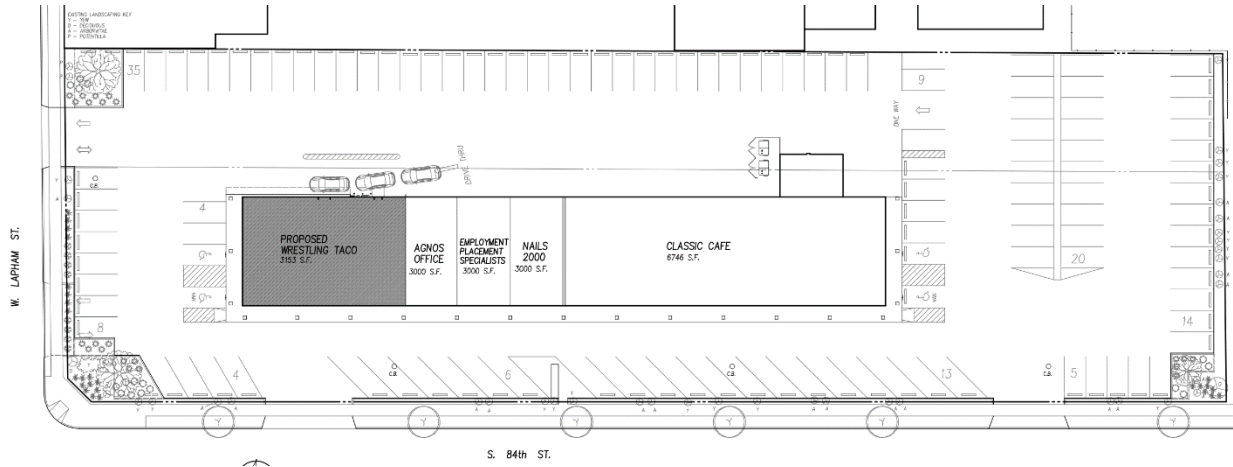 EXISTING LANDSCAPING KEY
Y - YEW
D - DECIDUOUS
A - ARBORVITAE
P - POTENTILLA
35
9
ONE WAY
DRIVE THRU
C.B.
4
PROPOSED
WRESTLING TACO
3153 S.F.
AGNOS
OFFICE
3000 S.F.
EMPLOYMENT
PLACEMENT
SPECIALISTS
3000 S.F.
NAILS
2000
3000 S.F.
CLASSIC CAFE
6746 S.F.
20
W. LAPHAM ST.
VAN
VAN
8
14
4
6
C.B.
C.B.
13
C.B.
5
Y
Y
Y
Y
Y
Y
S. 84th ST.